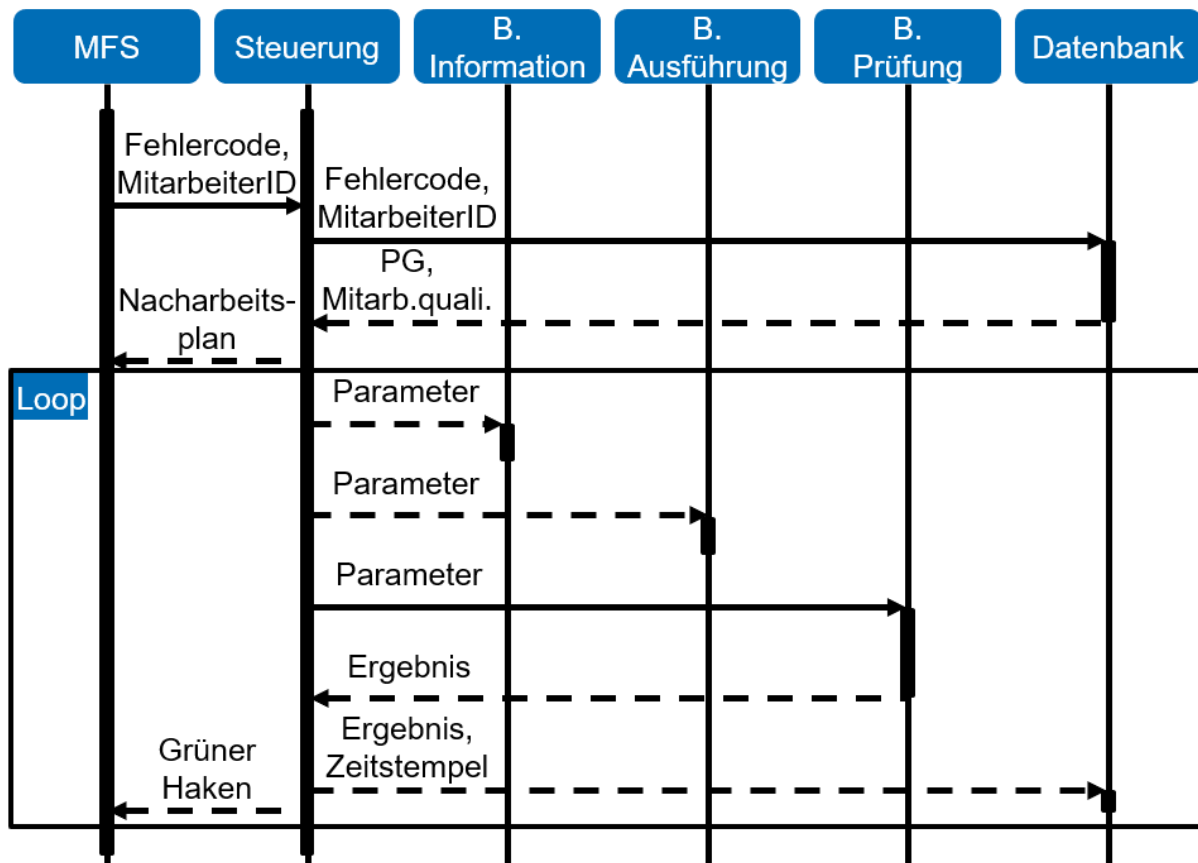 MFS
Steuerung
B.
Information
B.
Ausführung
B.
Prüfung
Datenbank
Fehlercode,
MitarbeiterID
Fehlercode,
MitarbeiterID
PG,
Mitarb.quali.
Nacharbeits-
plan
Loop
Parameter
Parameter
Parameter
Ergebnis
Ergebnis,
Zeitstempel
Grüner
Haken